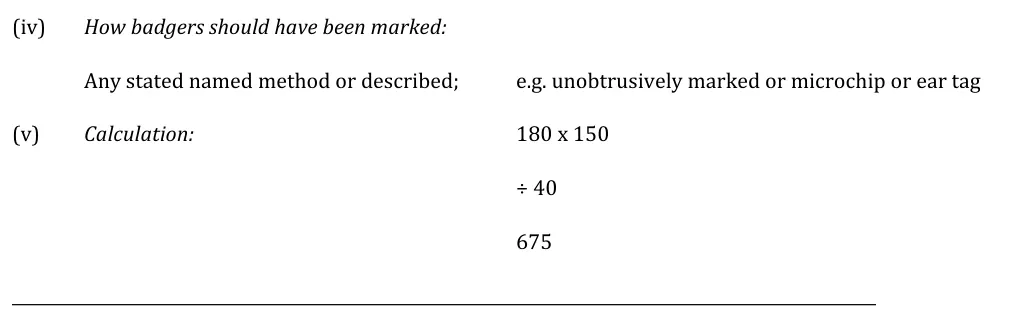 (iv) How badgers should have been marked:
Any stated named method or described; e.g. unobtrusively marked or microchip or ear tag
(v) Calculation: 180 x 150
÷ 40
675